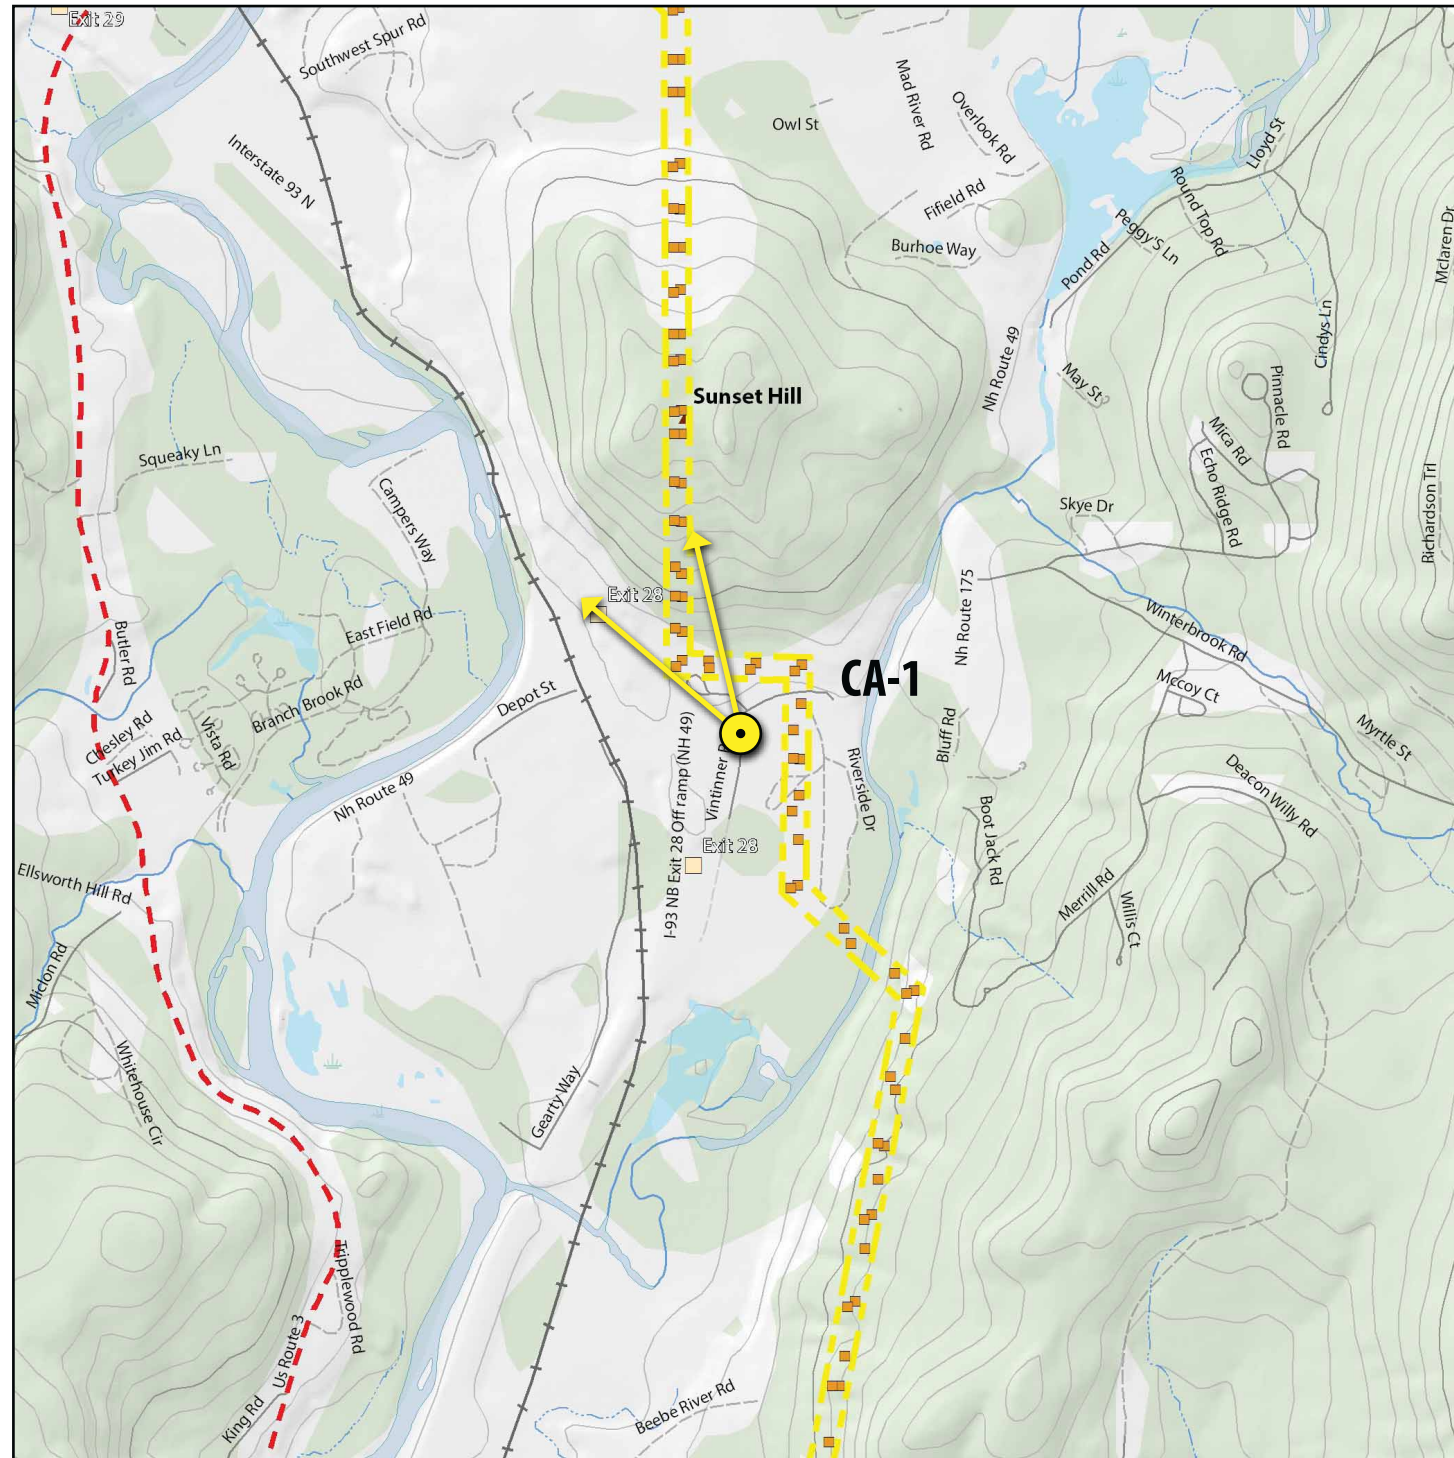 Exit 29
Southwest Spur Rd
Mad River Rd
Overlook Rd
Owl St
Lloyd St
Interstate 93 N
Fifield Rd
Round Top Rd
Peggy'S Ln
Mclaren Dr
Burhoe Way
Pond Rd
Cindys Ln
Nh Route 49
May St
Sunset Hill
Pinnacle Rd
Mica Rd
Squeaky Ln
Echo Ridge Rd
Richardson Trl
Campers Way
Skye Dr
Exit 28
Nh Route 175
East Field Rd
Winterbrook Rd
Butler Rd
CA-1
Mccoy Ct
Branch Brook Rd
Depot St
Vista Rd
Chesley Rd
Turkey Jim Rd
Bluff Rd
Myrtle St
I-93 NB Exit 28 Off ramp (NH 49)
Vintinner
Riverside Dr
Deacon Willy Rd
Nh Route 49
Boot Jack Rd
Exit 28
Ellsworth Hill Rd
Merrill Rd
Willis Ct
Miclon Rd
Whitehouse Cir
Gearty Way
Tripplewood Rd
Us Route 3
King Rd
Beebe River Rd